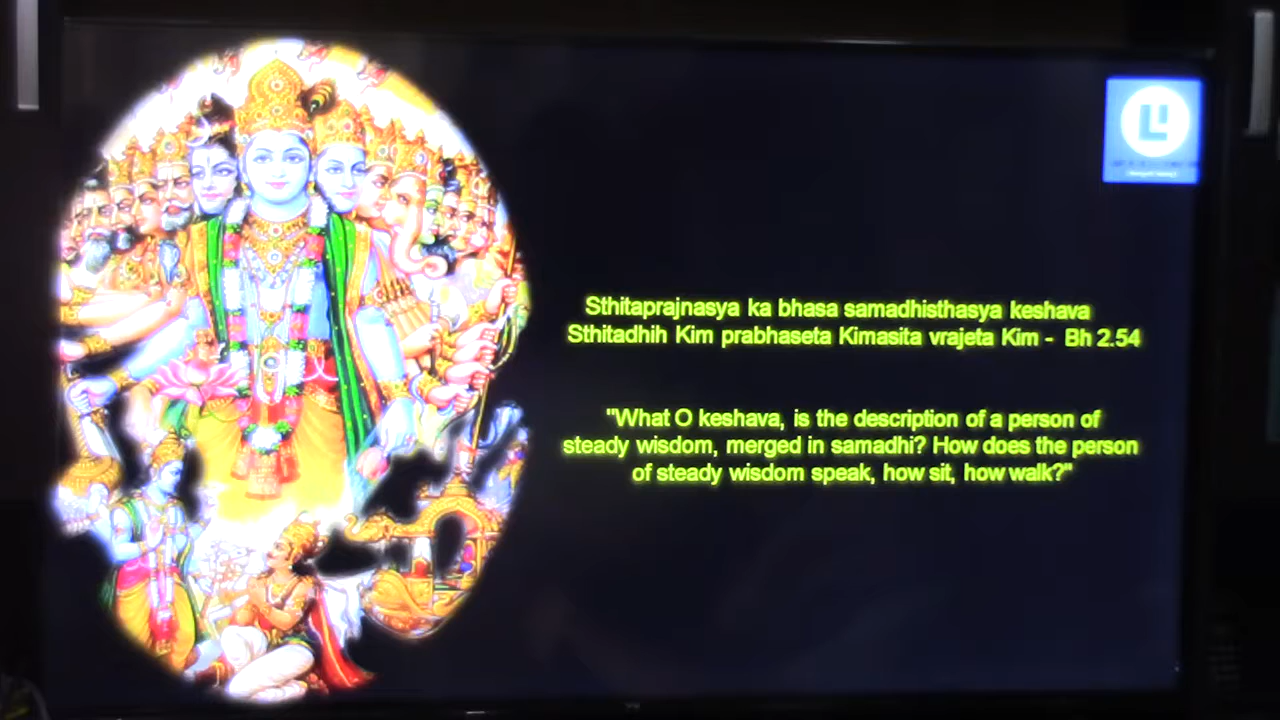 Sthitaprajnasya ka bhasa samadhisthasya keshava
Sthitadhih Kim prabhaseta Kimasita vrajeta Kim - Bh 2.54
"What O keshava, is the description of a person of
steady wisdom, merged in samadhi? How does the person
of steady wisdom speak, how sit, how walk?"